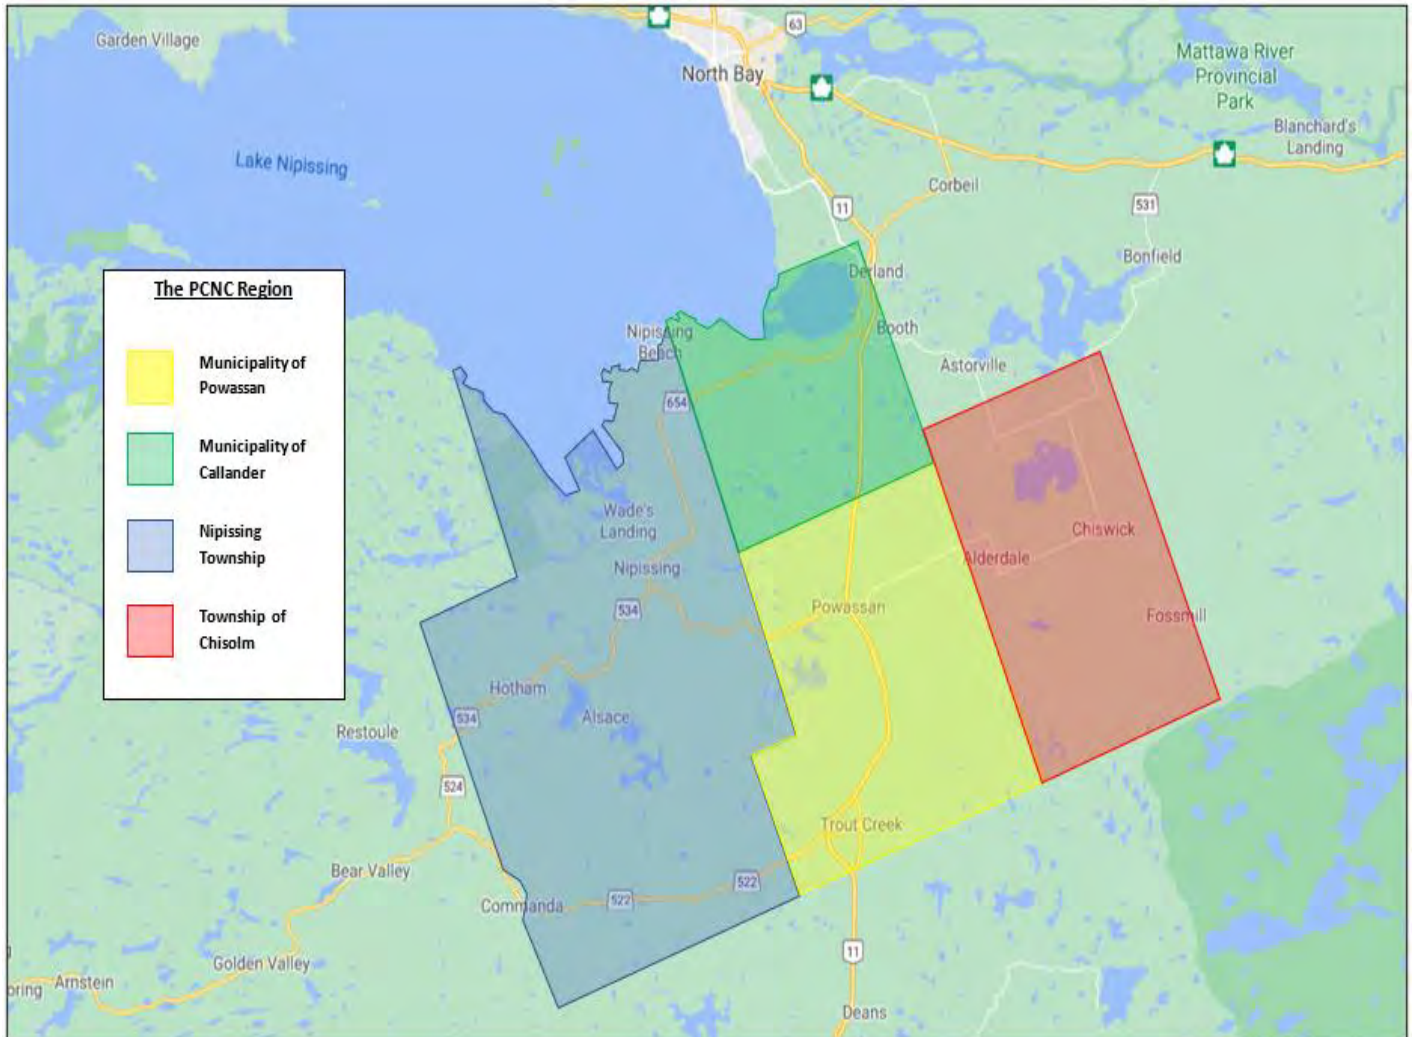 Garden Village
63
North Bay
Mattawa River
Provincial
Park
Blanchard's
Landing
Lake Nipissing
Corbeil
11
531
Bonfield
Derland
The PCNC Region
Municipality of
Powassan
Municipality of
Callander
Nipissing
Township
Township of
Chisolm
Nipissing
Beach
Booth
Astorville
654
Wade's
Landing
Chiswick
Alderdale
Nipissing
534
Powassan
Fossmill
Hotham
534
Alsace
Restoule
524
Trout Creek
Bear Valley
522
522
Commanda
11
Golden Valley
Arnstein
oring
Deans